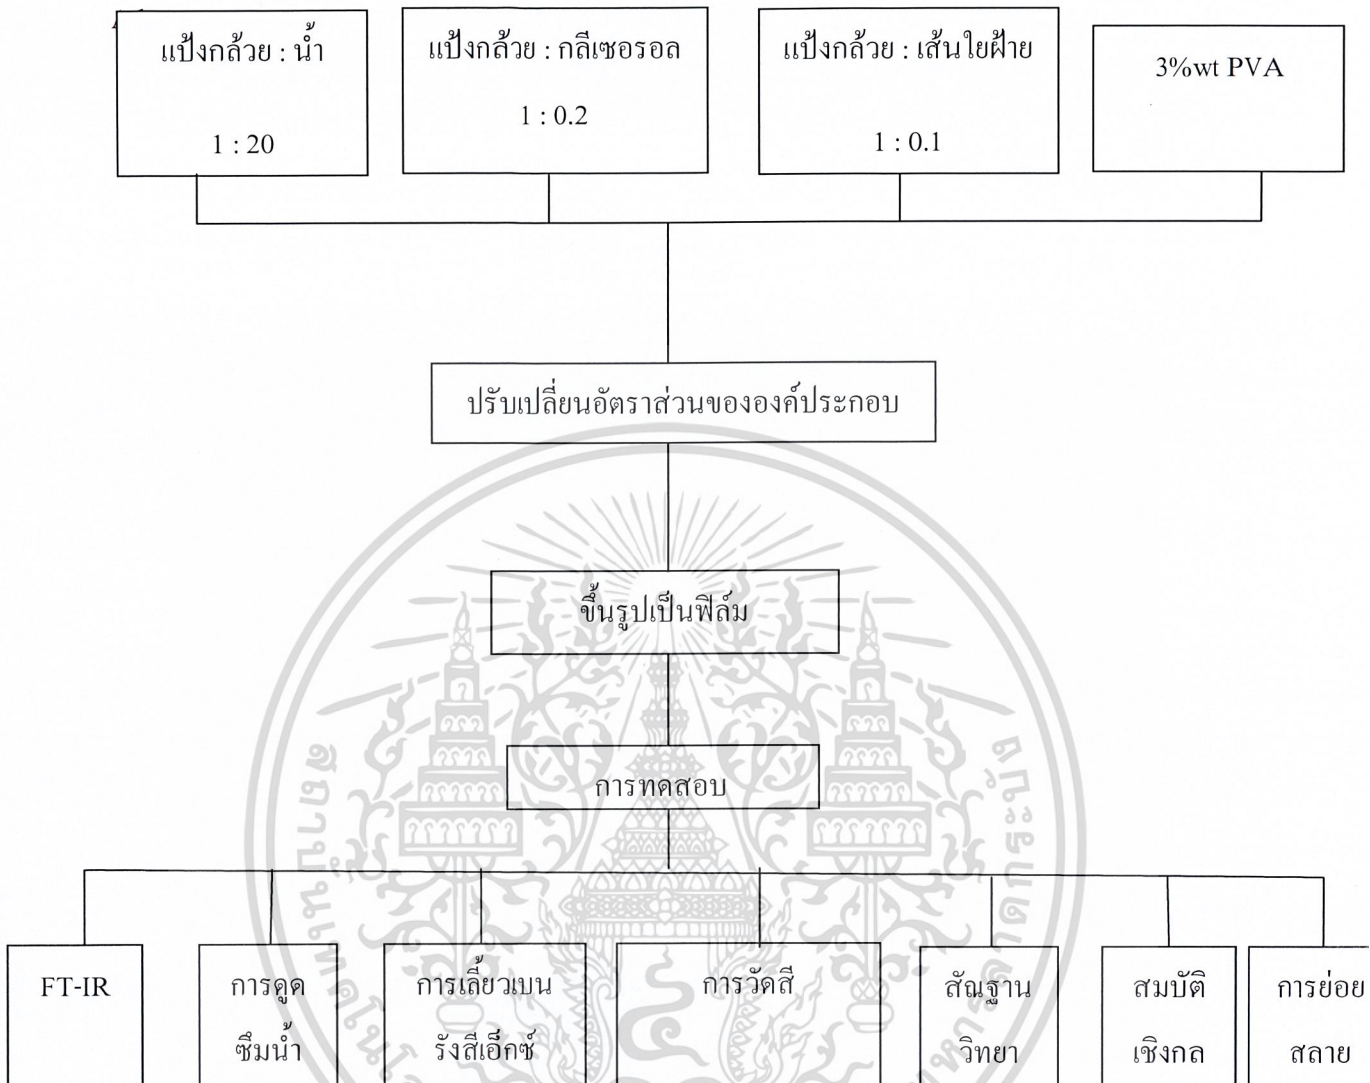 แป้งกล้วย : น้ำ
1 : 20
แป้งกล้วย : กลีเซอรอล
1 : 0.2
แป้งกล้วย : เส้นใยฝ้าย
1 : 0.1
3%wt PVA
ปรับเปลี่ยนอัตราส่วนขององค์ประกอบ
ขึ้นรูปเป็นฟิล์ม
การทดสอบ
FT-IR
การดูด
ซึมน้ำ
การเลี้ยวเบน
รังสีเอ็กซ์
การวัดสี
สัณฐาน
วิทยา
สมบัติ
เชิงกล
การย่อย
สลาย